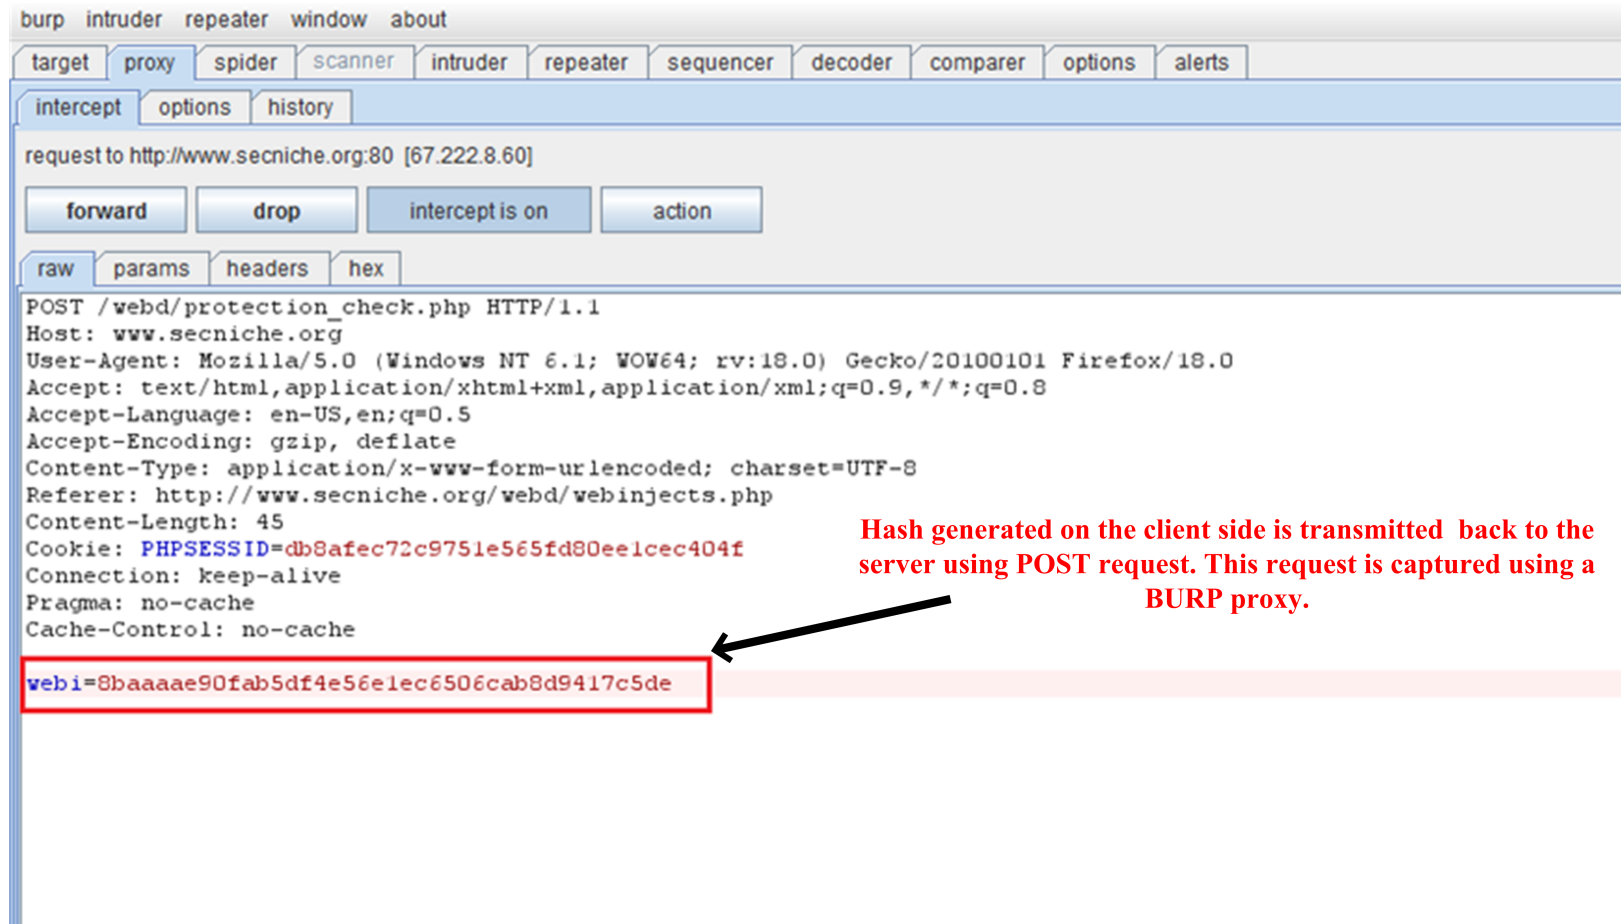 burp intruder repeater window about
target proxy spider scanner intruder repeater sequencer decoder comparer options alerts
intercept options history
request to http://www.secniche.org:80 [67.222.8.60]
forward drop intercept is on action
raw params headers hex
POST /webd/protection_check.php HTTP/1.1
Host: www.secniche.org
User-Agent: Mozilla/5.0 (Windows NT 6.1; WOW64; rv:18.0) Gecko/20100101 Firefox/18.0
Accept: text/html,application/xhtml+xml,application/xml;q=0.9,*/*;q=0.8
Accept-Language: en-US,en;q=0.5
Accept-Encoding: gzip, deflate
Content-Type: application/x-www-form-urlencoded; charset=UTF-8
Referer: http://www.secniche.org/webd/webinjects.php
Content-Length: 45
Cookie: PHPSESSID=db8afec72c9751e565fd80ee1cec404f
Connection: keep-alive
Pragma: no-cache
Cache-Control: no-cache
webi=8baaaae90fab5df4e56e1ec6506cab8d9417c5de
Hash generated on the client side is transmitted back to the
server using POST request. This request is captured using a
BURP proxy.